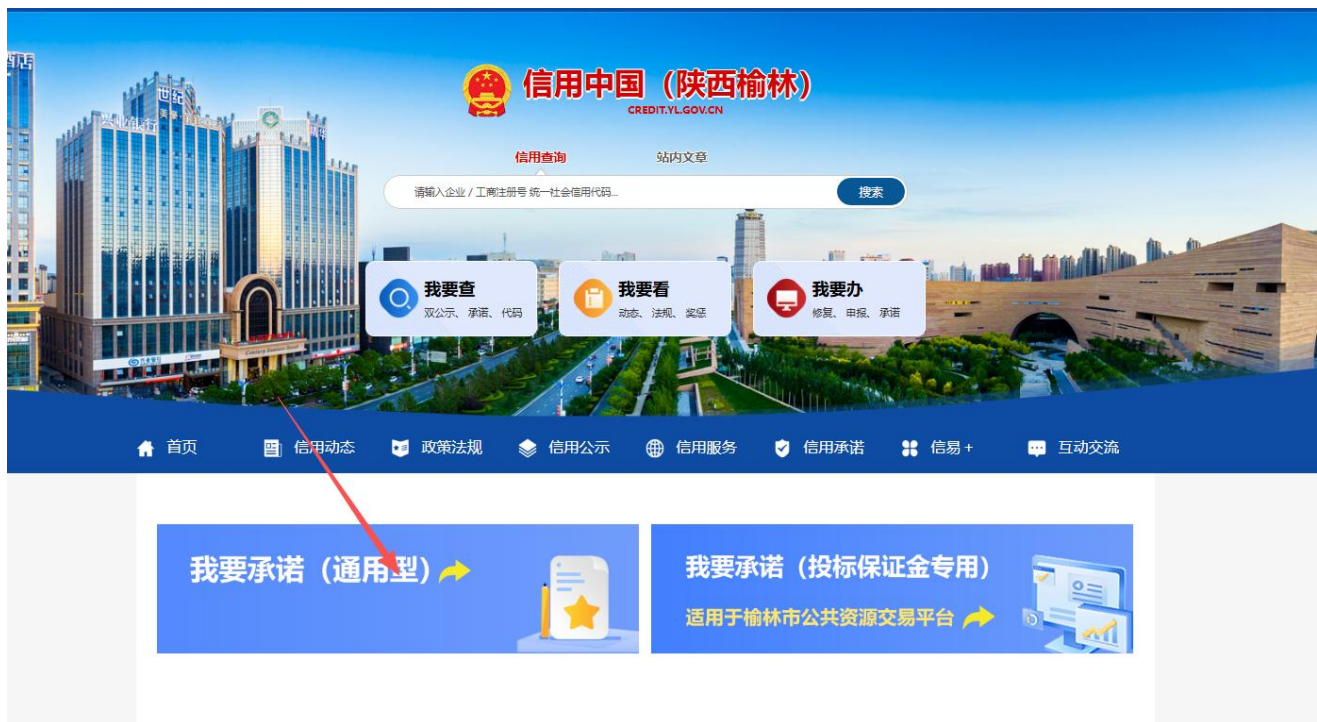 信用中国（陕西榆林）
CREDIT.YL.GOV.CN
信用查询
站内文章
请输入企业 / 工商注册号 统一社会信用代码...
搜索
世纪
兴业银行
我要查
双公示、承诺、代码
我要看
动态、法规、奖惩
我要办
修复、申报、承诺
首页
信用动态
政策法规
信用公示
信用服务
信用承诺
信易+
互动交流
我要承诺（通用型）
我要承诺（投标保证金专用）
适用于榆林市公共资源交易平台